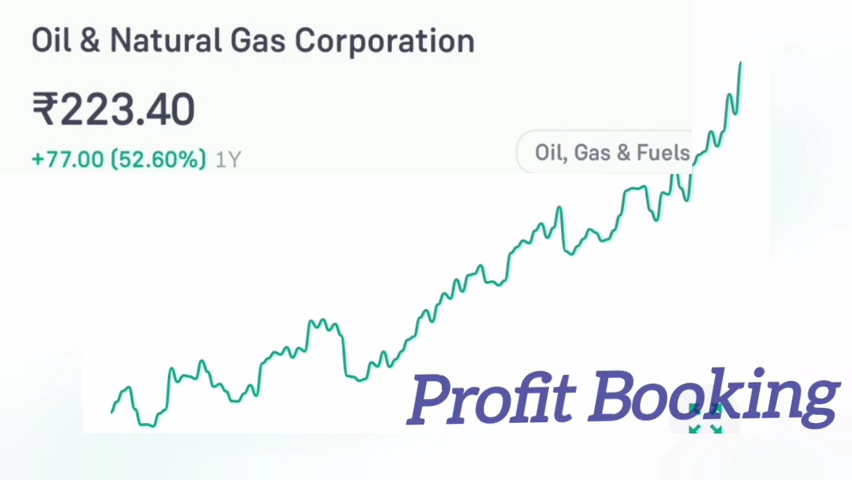 Oil & Natural Gas Corporation
₹223.40
+77.00 (52.60%) 1Y
Oil, Gas & Fuels
Profit Booking